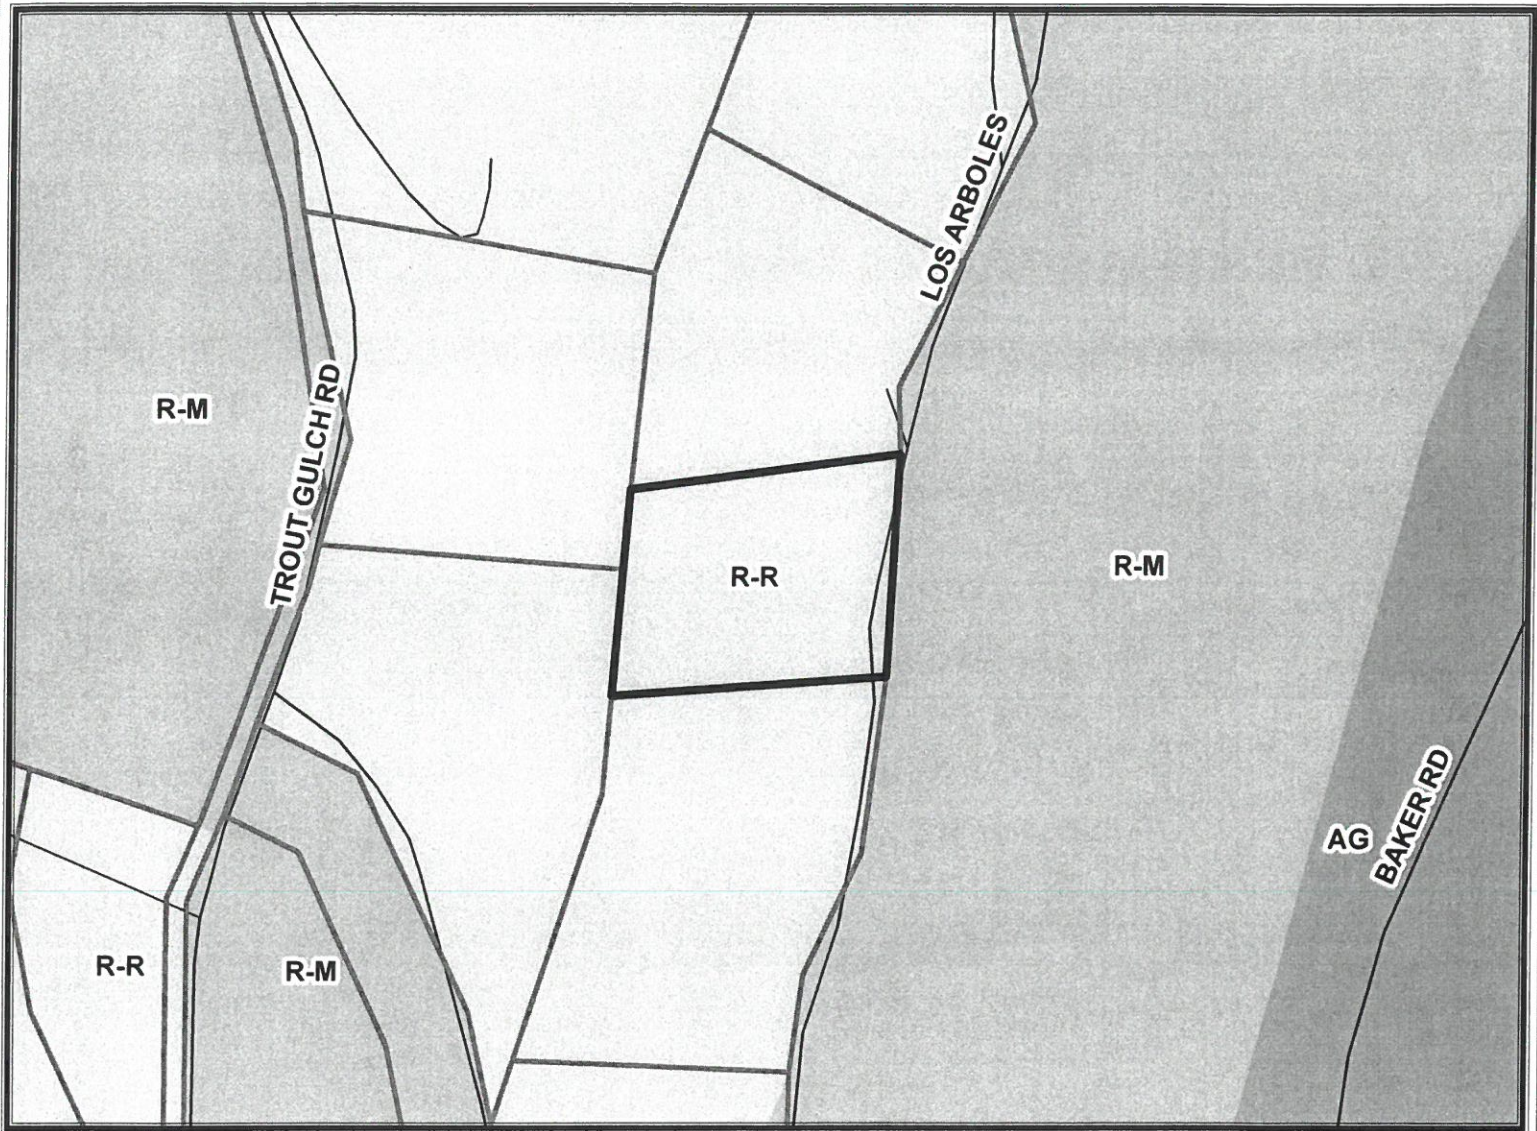 LOS ARBOLES
R-M
TROUT GULCH RD
R-R
R-M
AG
BAKER RD
R-R
R-M